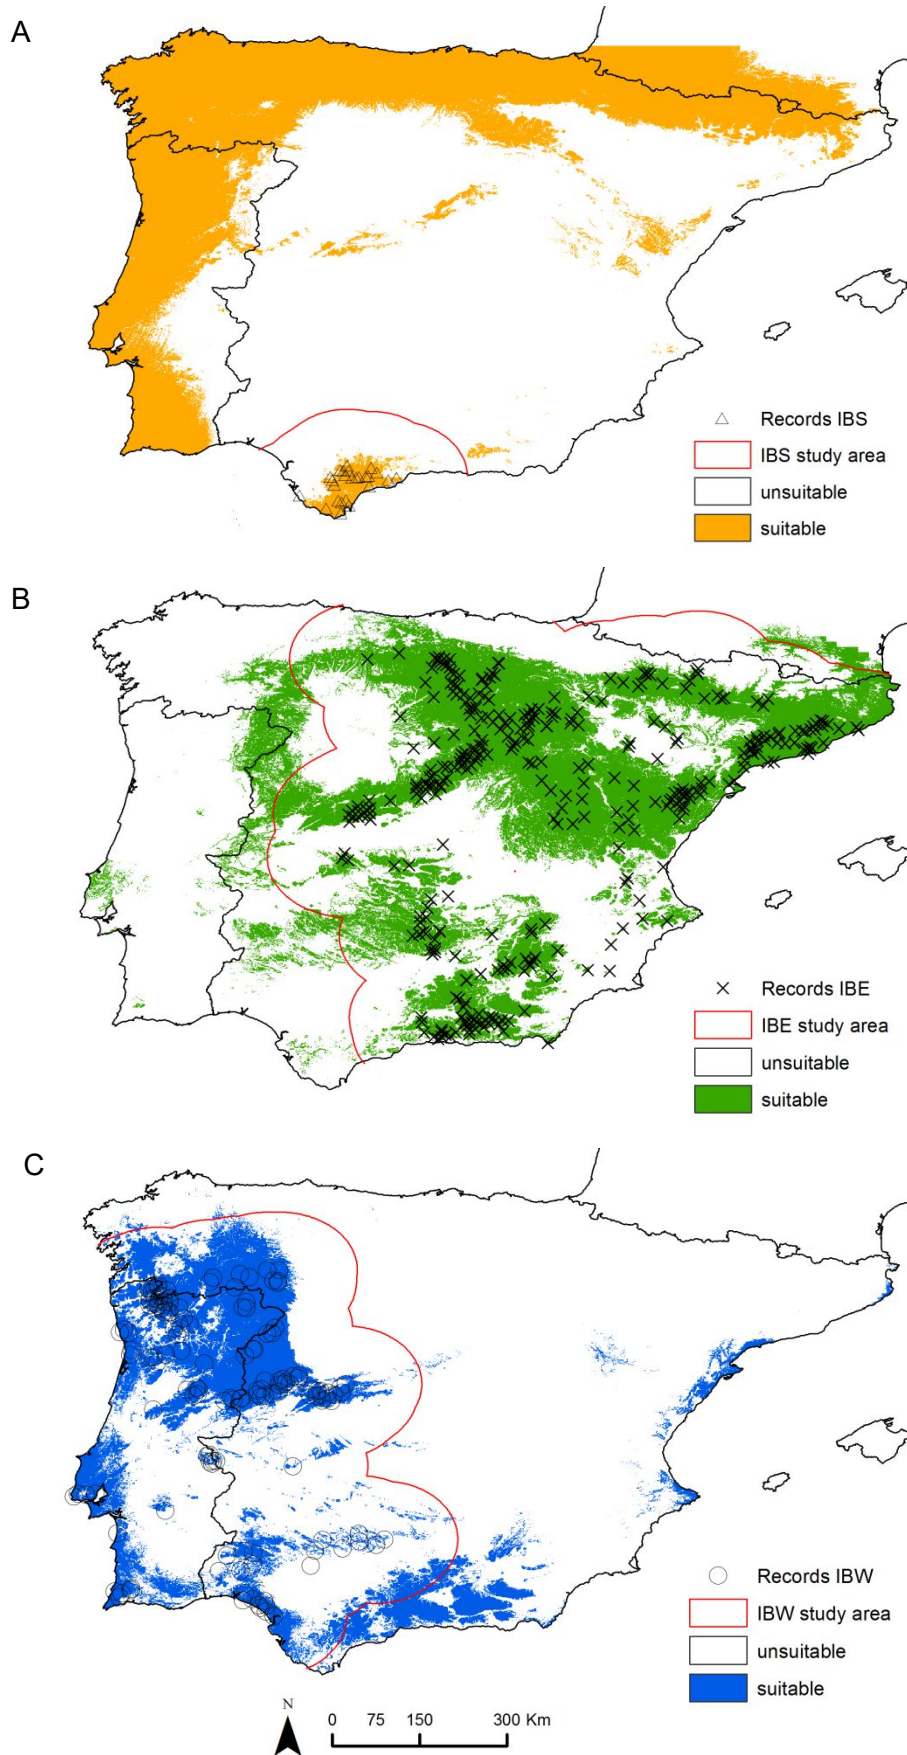 A
Records IBS
IBS study area
unsuitable
suitable
B
Records IBE
IBE study area
unsuitable
suitable
C
Records IBW
IBW study area
unsuitable
suitable
N
0 75 150 300 Km